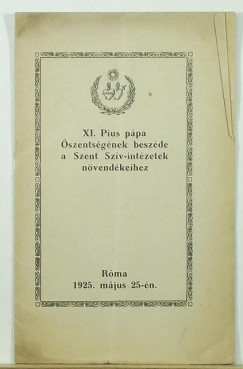 XI. Pius pápa
Őszentségének beszéde
a Szent Szív-intézetek
növendékeihez
Róma
1925. május 25-én.